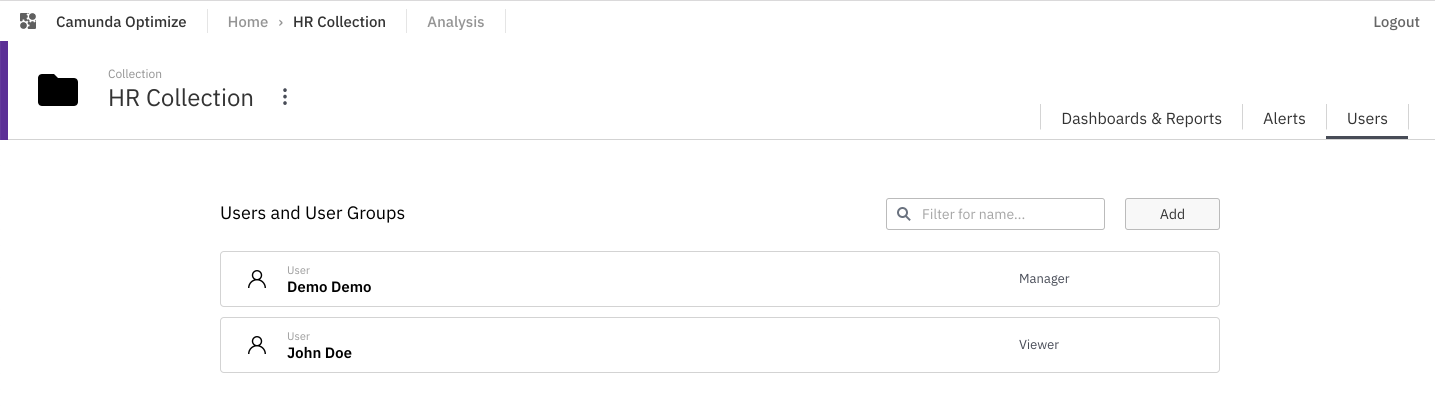 Camunda Optimize Home › HR Collection Analysis Logout
Collection
HR Collection
Dashboards & Reports Alerts Users
Users and User Groups Filter for name... Add
User
Demo Demo Manager
User
John Doe Viewer